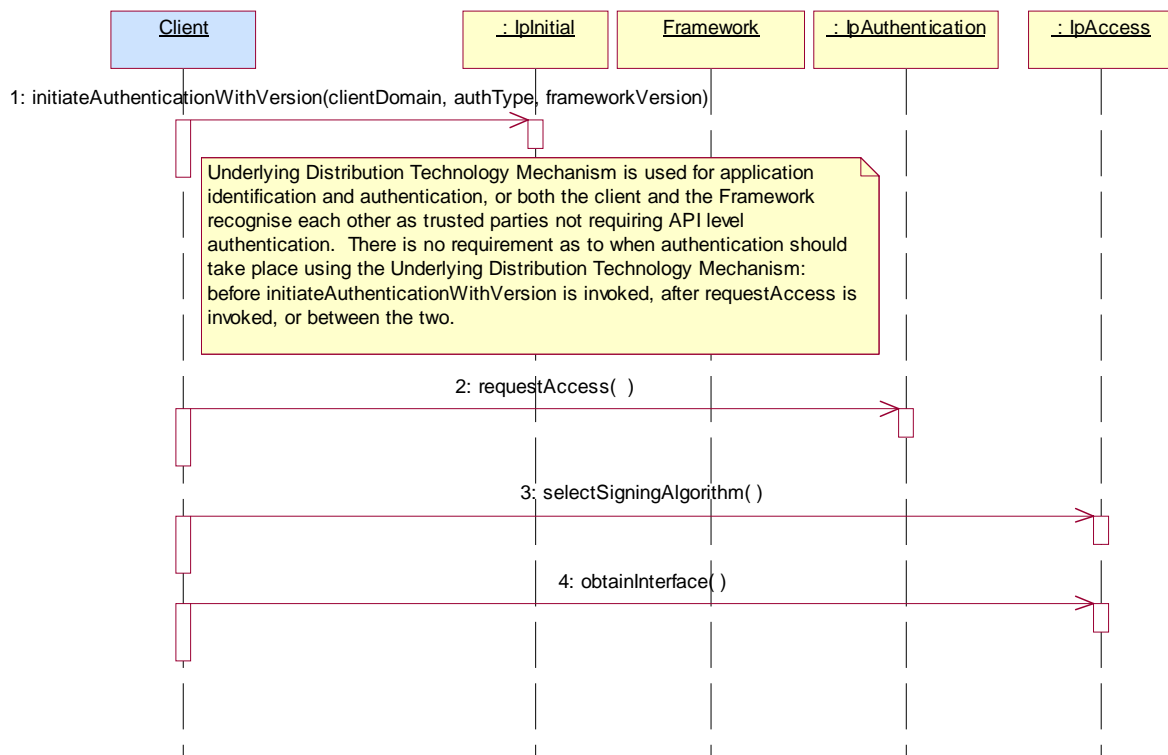 Client
: IpInitial
Framework
: IpAuthentication
: IpAccess
1: initiateAuthenticationWithVersion(clientDomain, authType, frameworkVersion)
Underlying Distribution Technology Mechanism is used for application
identification and authentication, or both the client and the Framework
recognise each other as trusted parties not requiring API level
authentication.  There is no requirement as to when authentication should
take place using the Underlying Distribution Technology Mechanism:
before initiateAuthenticationWithVersion is invoked, after requestAccess is
invoked, or between the two.
2: requestAccess(  )
3: selectSigningAlgorithm( )
4: obtainInterface( )